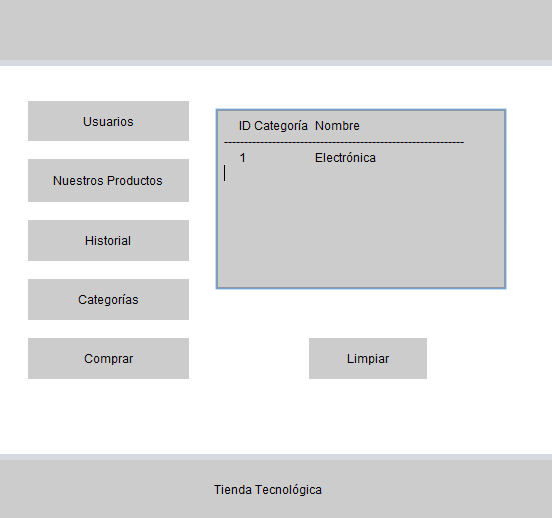 Usuarios
Nuestros Productos
Historial
Categorías
Comprar
ID Categoría Nombre
------------------------------------------------------------
1 Electrónica
Limpiar
Tienda Tecnológica